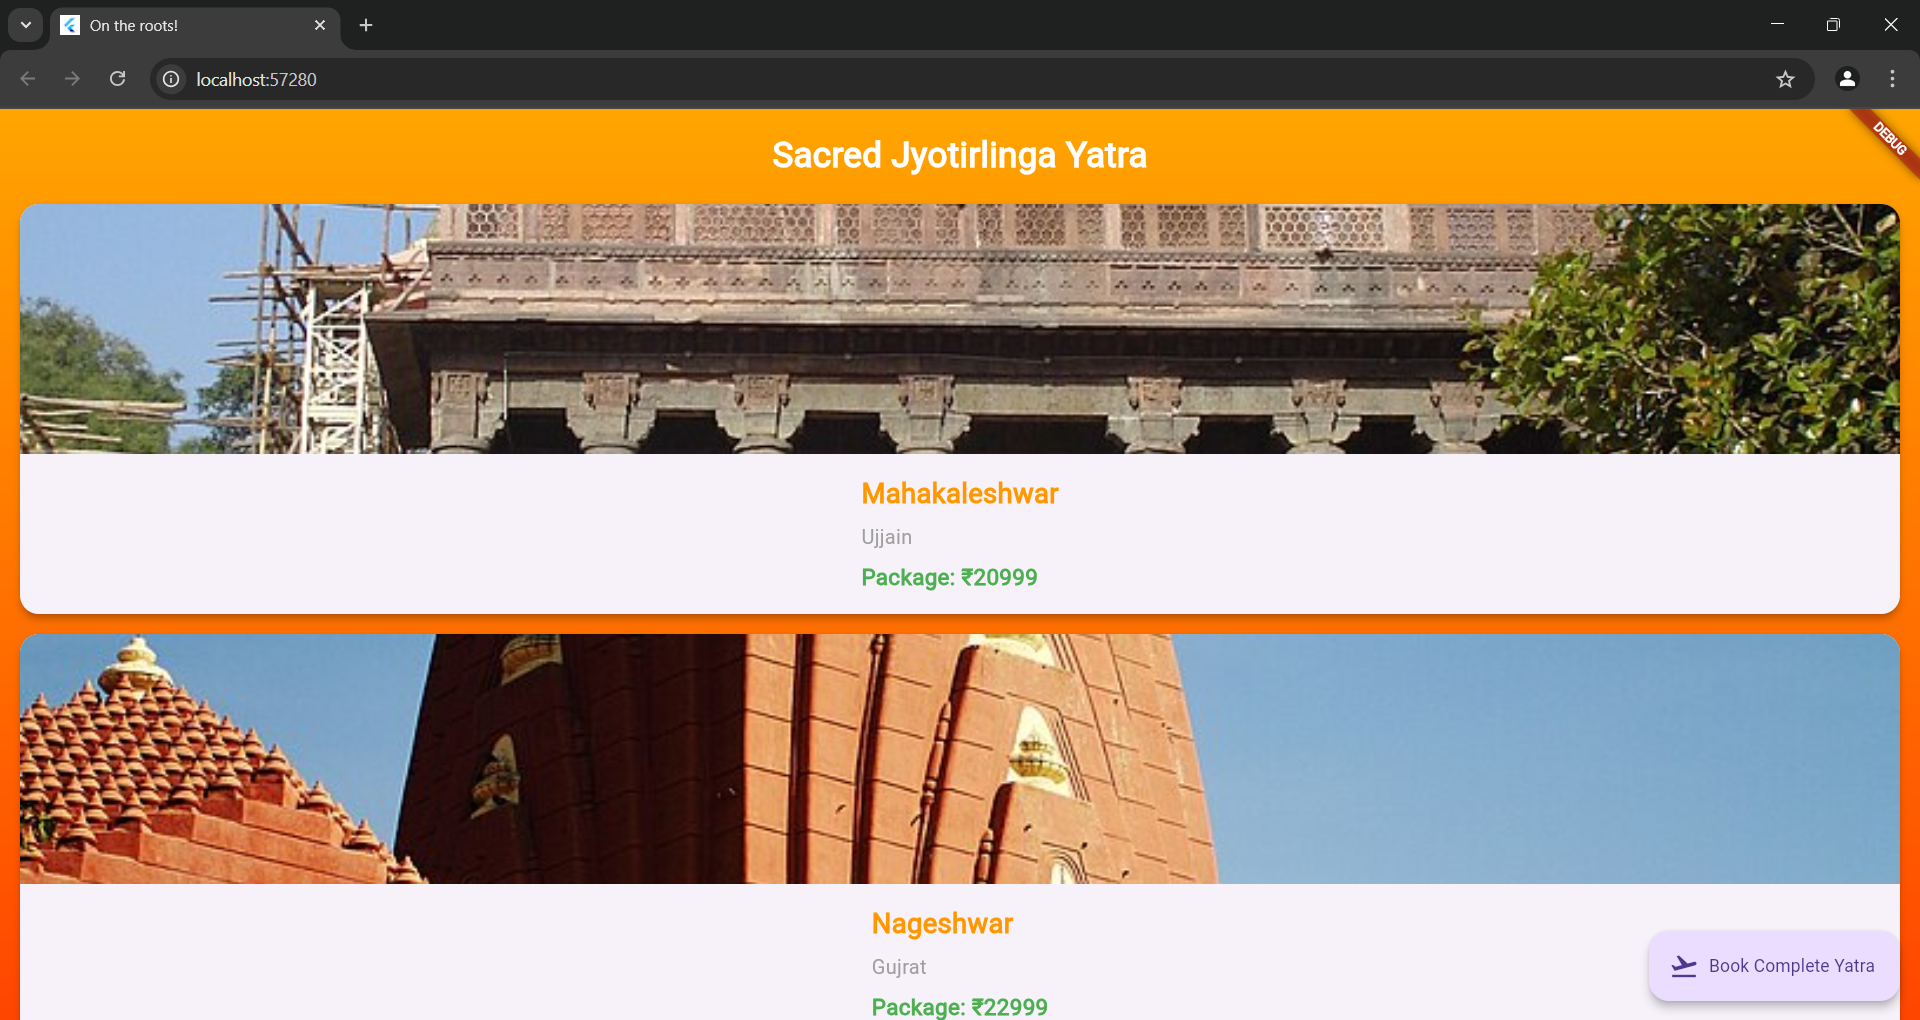 On the roots!
localhost:57280
DEBUG
Sacred Jyotirlinga Yatra
Mahakaleshwar
Ujjain
Package: ₹20999
Nageshwar
Gujrat
Package: ₹22999
Book Complete Yatra